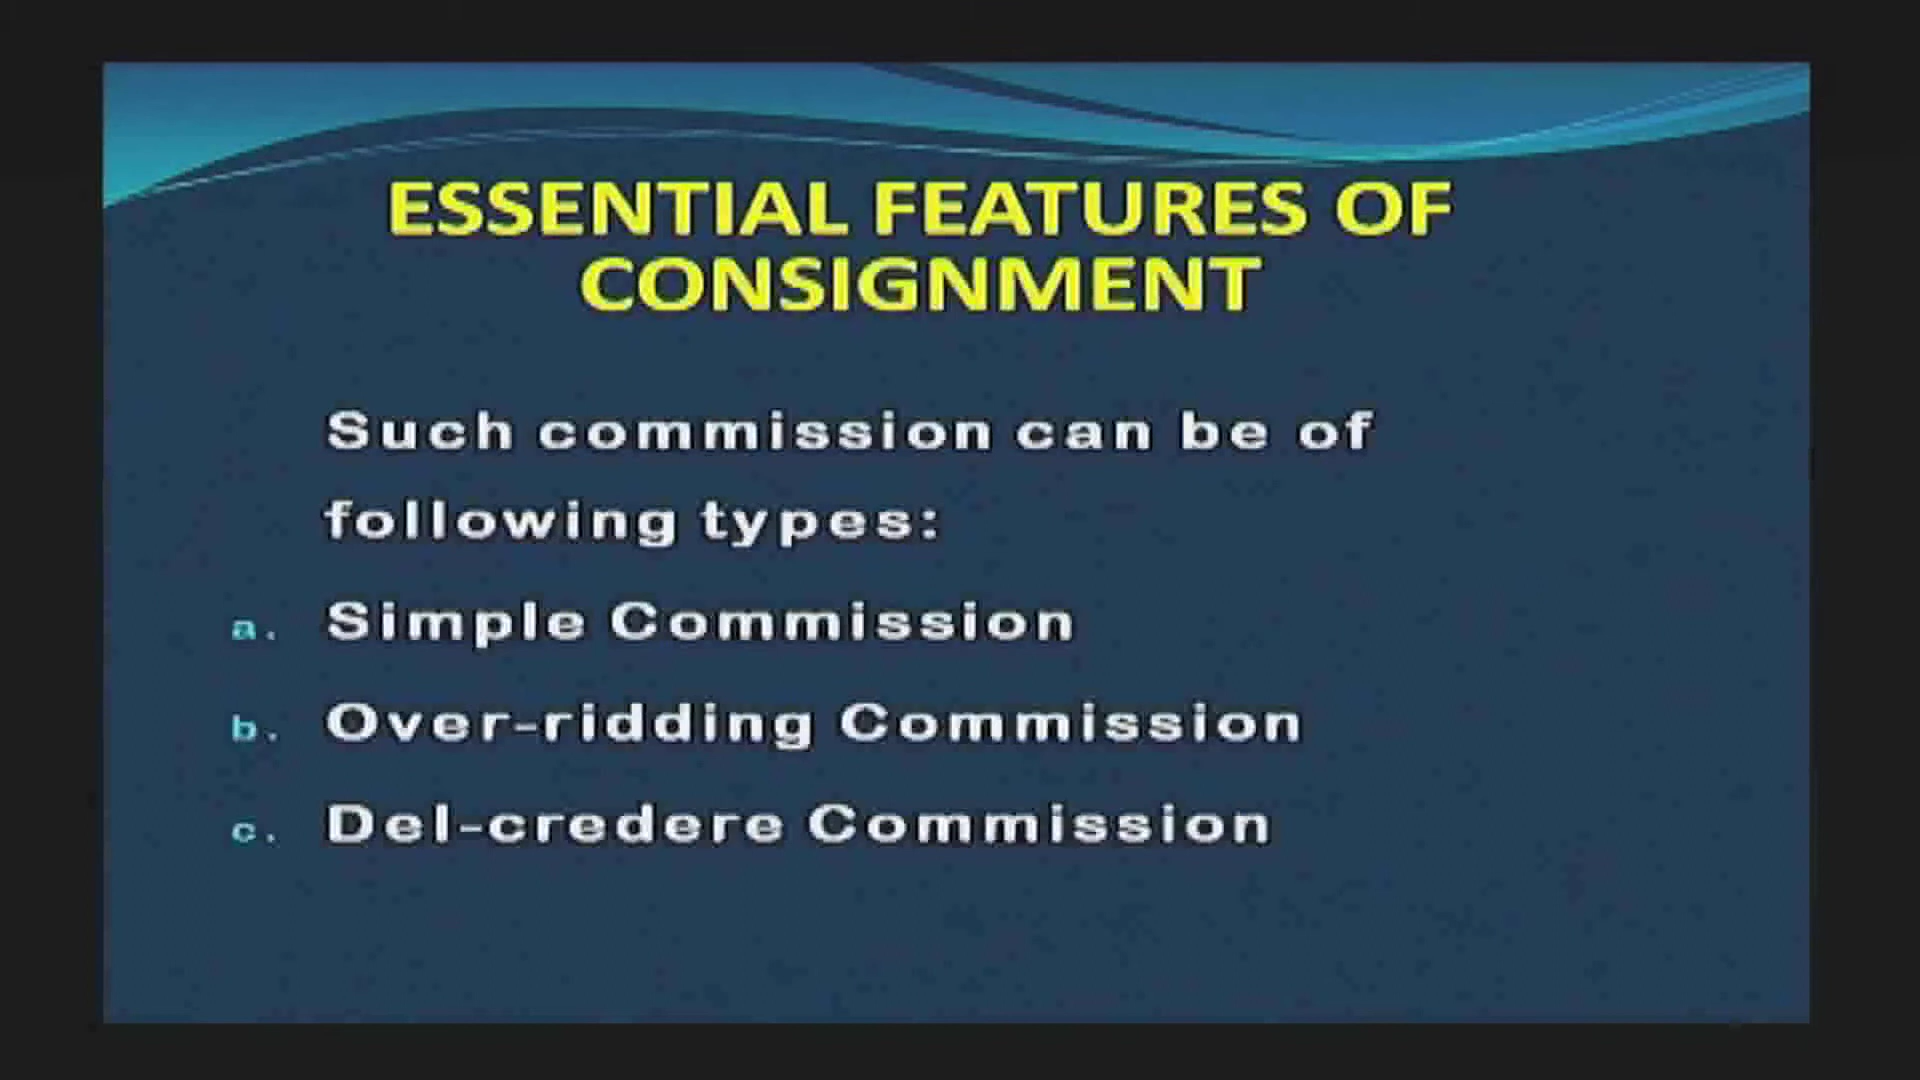 ESSENTIAL FEATURES OF
CONSIGNMENT
Such commission can be of
following types:
a. Simple Commission
b. Over-ridding Commission
c. Del-credere Commission